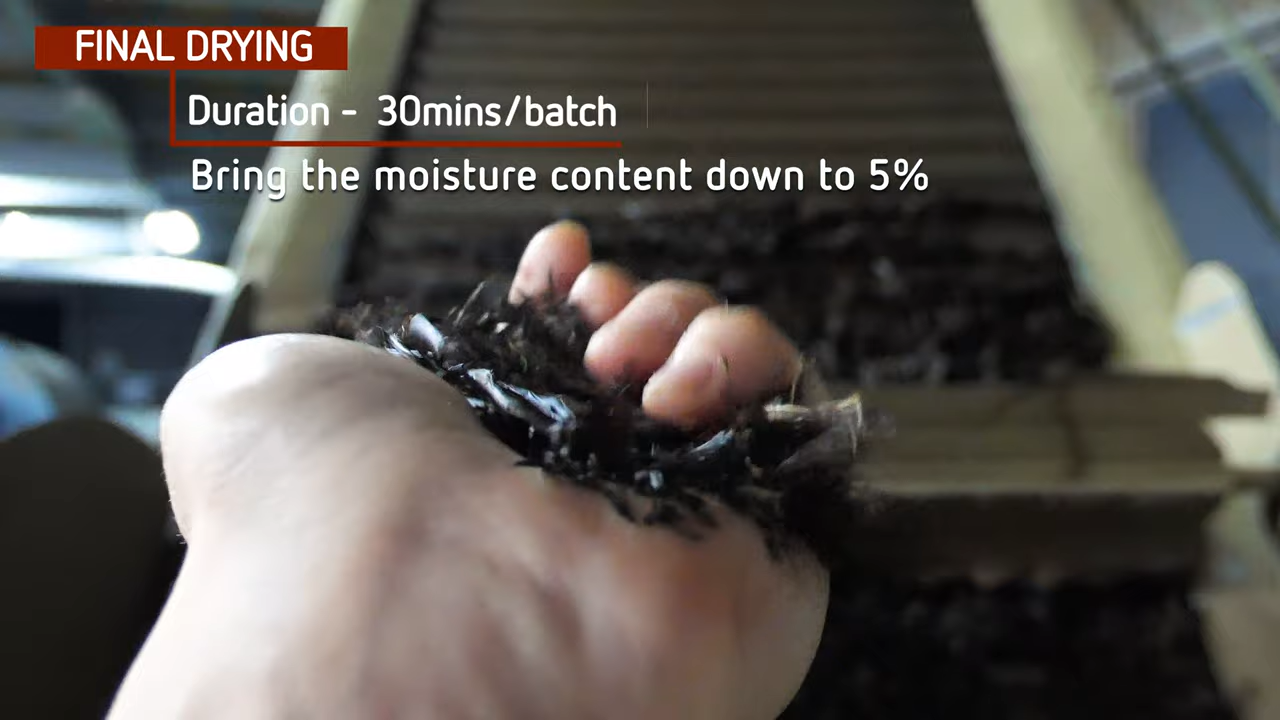 FINAL DRYING
Duration - 30mins/batch
Bring the moisture content down to 5%